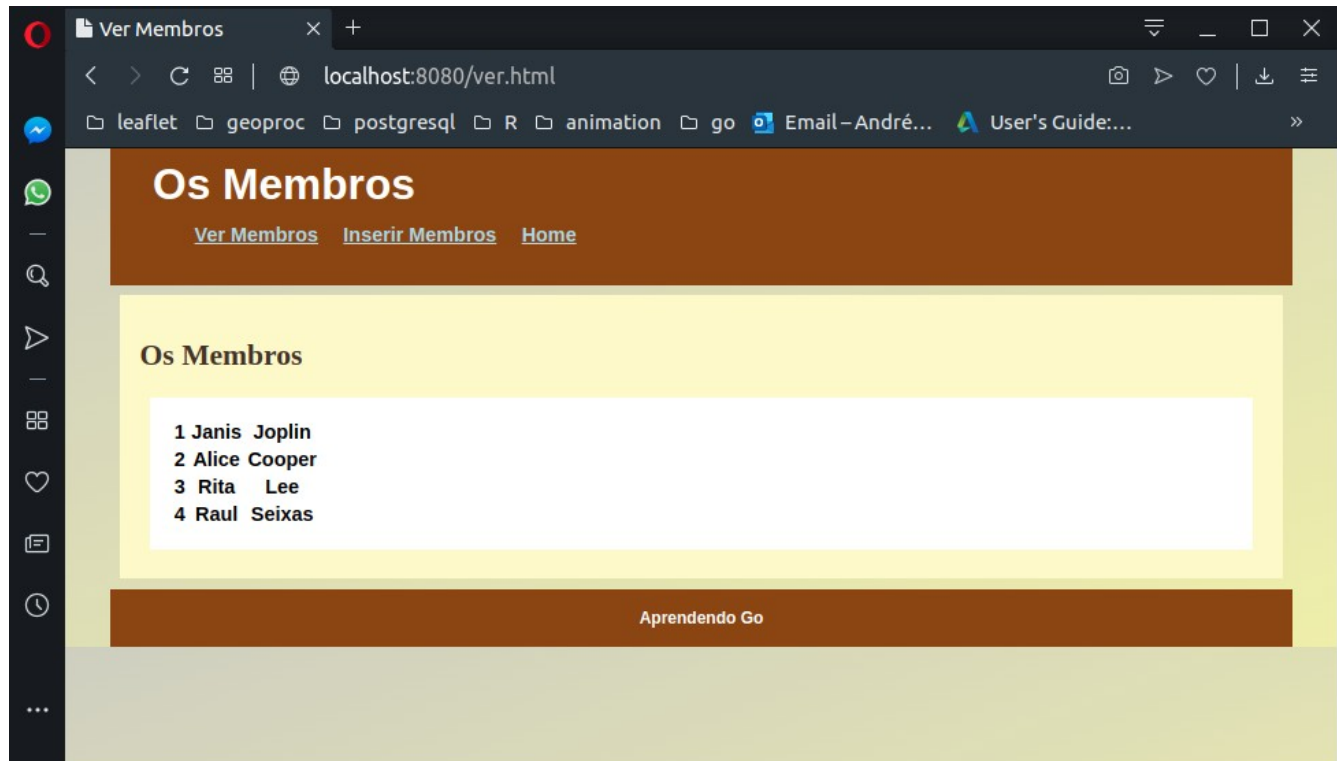 Ver Membros
localhost:8080/ver.html
leaflet geoproc postgresql R animation go Email – André... User's Guide:...
Os Membros
Ver Membros Inserir Membros Home
Os Membros
1 Janis Joplin
2 Alice Cooper
3 Rita Lee
4 Raul Seixas
Aprendendo Go